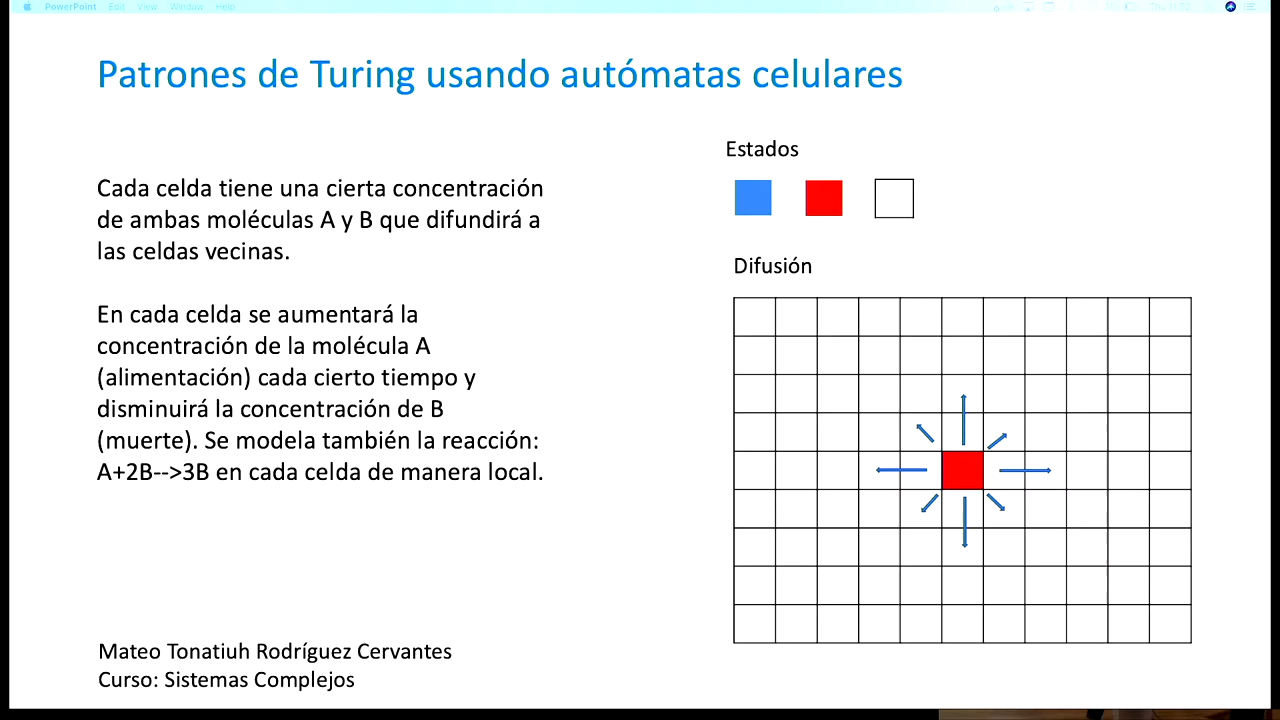 PowerPoint Edit View Window Help
Patrones de Turing usando autómatas celulares
Cada celda tiene una cierta concentración
de ambas moléculas A y B que difundirá a
las celdas vecinas.
En cada celda se aumentará la
concentración de la molécula A
(alimentación) cada cierto tiempo y
disminuirá la concentración de B
(muerte). Se modela también la reacción:
A+2B-->3B en cada celda de manera local.
Mateo Tonatiuh Rodríguez Cervantes
Curso: Sistemas Complejos
Estados
Difusión